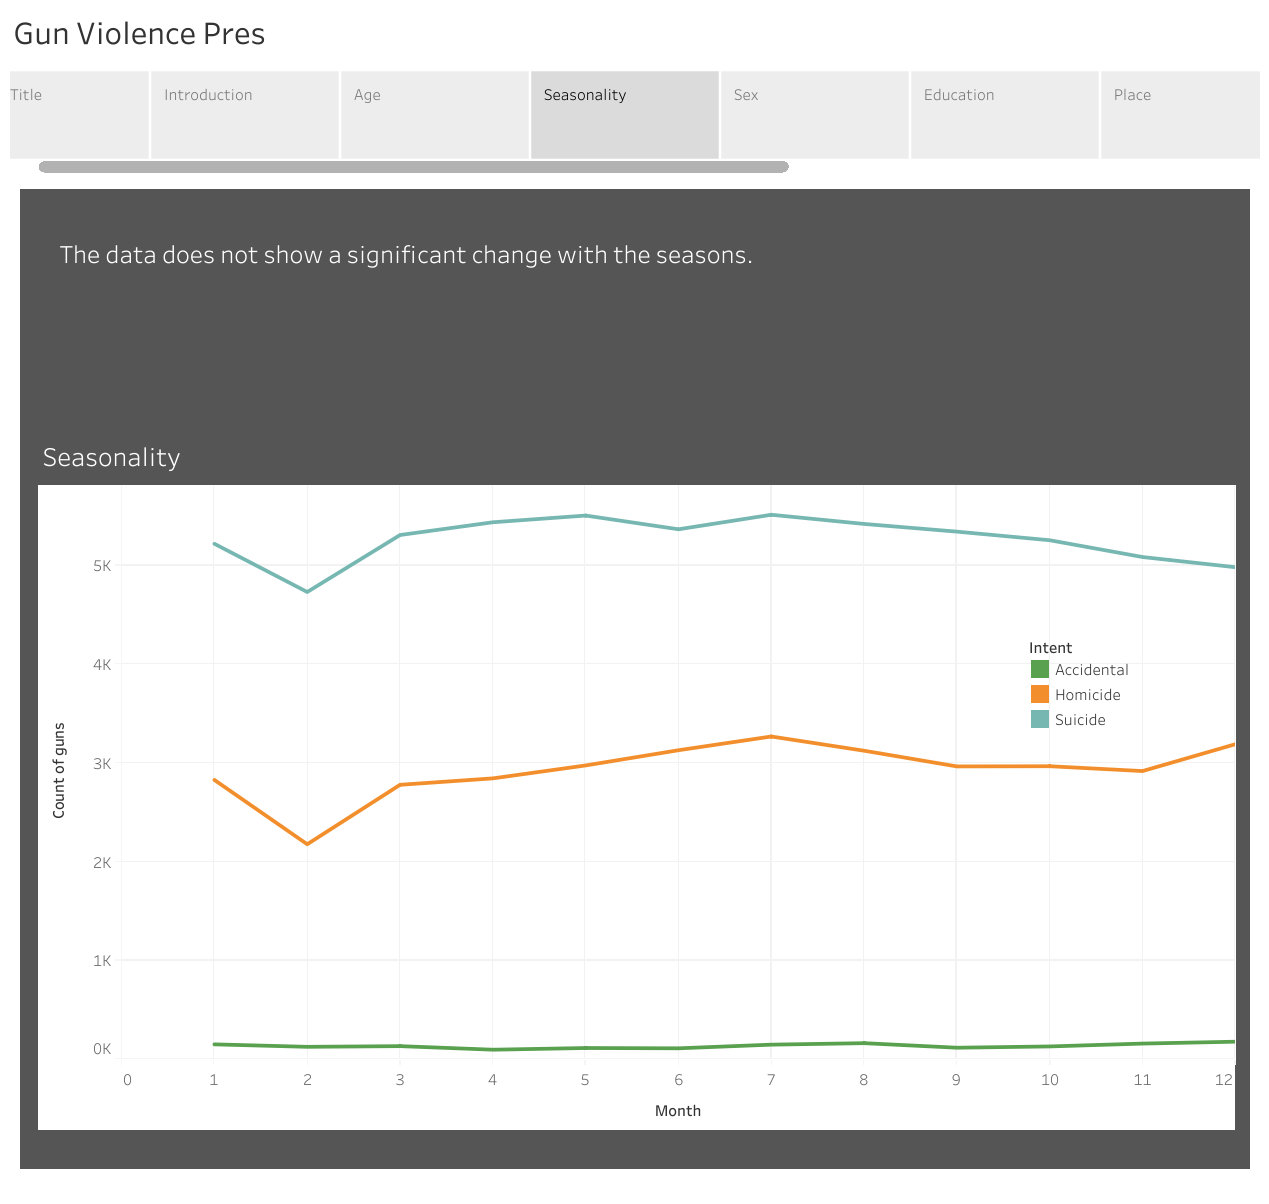 Gun Violence Pres
Title
Introduction
Age
Seasonality
Sex
Education
Place
The data does not show a significant change with the seasons.
Seasonality
5K
4K
3K
2K
1K
0K
Count of guns
Intent
Accidental
Homicide
Suicide
0 1 2 3 4 5 6 7 8 9 10 11 12
Month